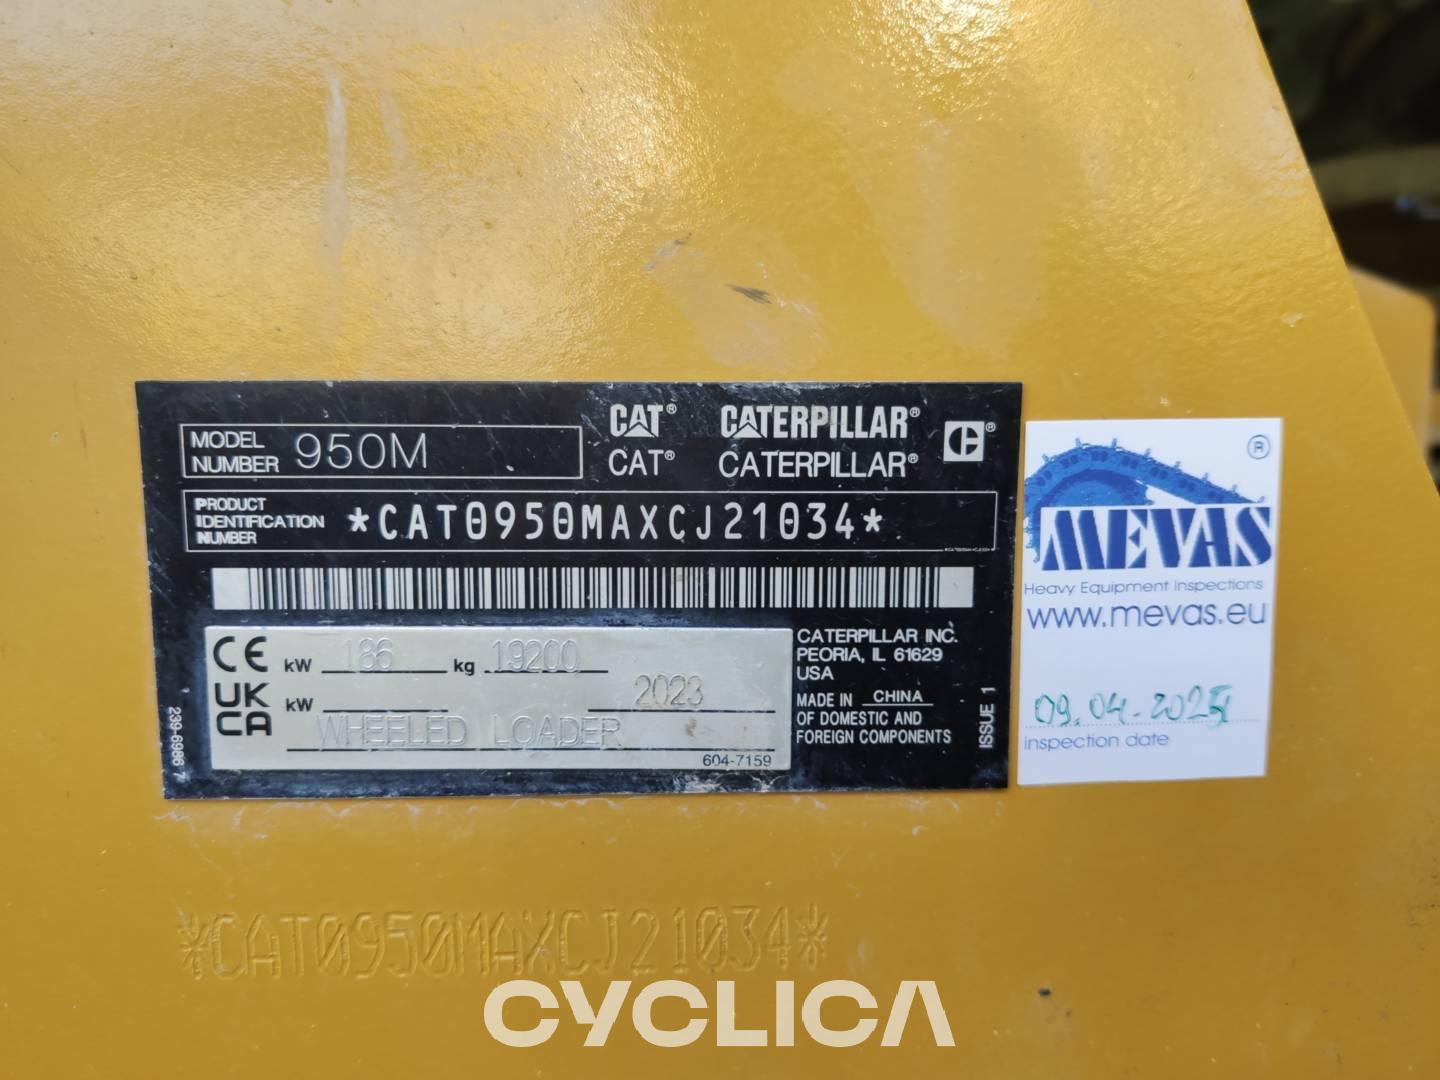 MODEL NUMBER 950M
CAT® CATERPILLAR®
CAT® CATERPILLAR®
PRODUCT IDENTIFICATION NUMBER *CAT0950MAXCJ21034*
CE kW 186 kg 19200
UKCA kW 2023
WHEELED LOADER
604-7159
239-6986 7
CATERPILLAR INC.
PEORIA, IL 61629
USA
MADE IN CHINA
OF DOMESTIC AND
FOREIGN COMPONENTS
ISSUE 1
®
MEVAS
Heavy Equipment Inspections
www.mevas.eu
09.04.2025
inspection date
*CAT0950MAXCJ21034*
CYCLICA